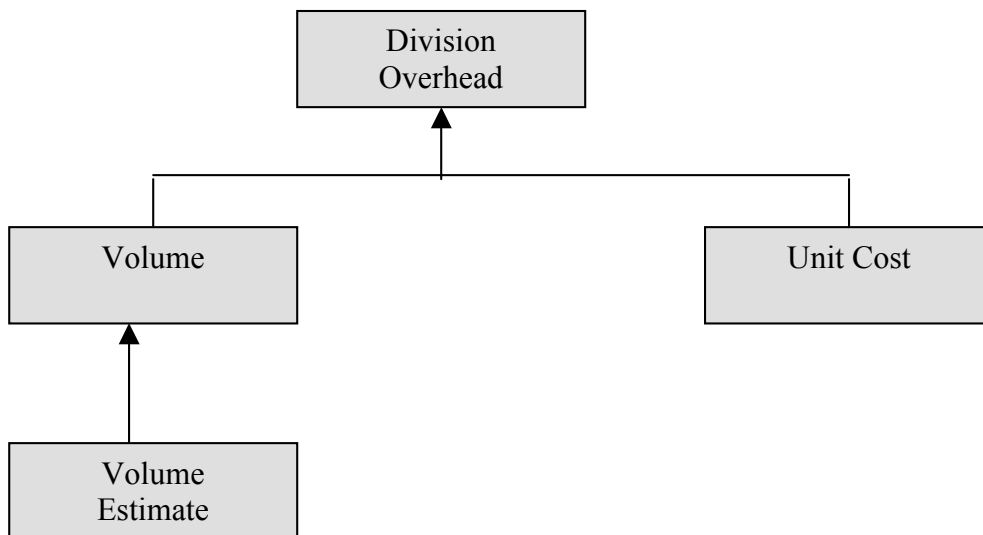 Division
Overhead
Volume
Unit Cost
Volume
Estimate